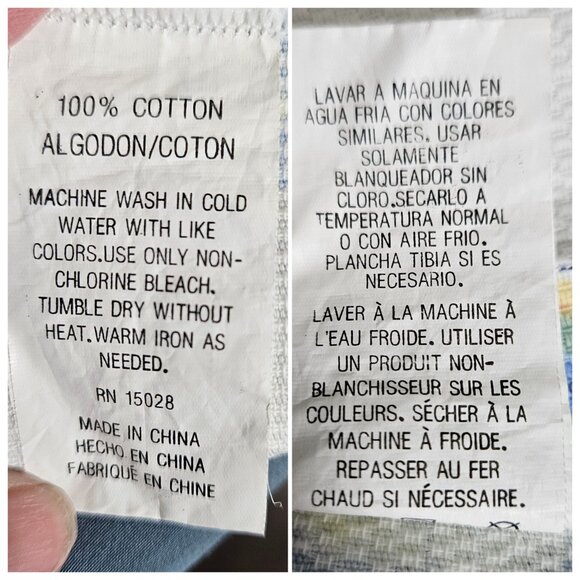 100% COTTON
ALGODON/COTON
MACHINE WASH IN COLD
WATER WITH LIKE
COLORS.USE ONLY NON-
CHLORINE BLEACH.
TUMBLE DRY WITHOUT
HEAT.WARM IRON AS
NEEDED.
RN 15028
MADE IN CHINA
HECHO EN CHINA
FABRIQUÉ EN CHINE
LAVAR A MAQUINA EN
AGUA FRIA CON COLORES
SIMILARES. USAR
SOLAMENTE
BLANQUEADOR SIN
CLORO.SECARLO A
TEMPERATURA NORMAL
O CON AIRE FRIO.
PLANCHA TIBIA SI ES
NECESARIO.
LAVER À LA MACHINE À
L'EAU FROIDE. UTILISER
UN PRODUIT NON-
BLANCHISSEUR SUR LES
COULEURS. SÉCHER À LA
MACHINE À FROIDE.
REPASSER AU FER
CHAUD SI NÉCESSAIRE.